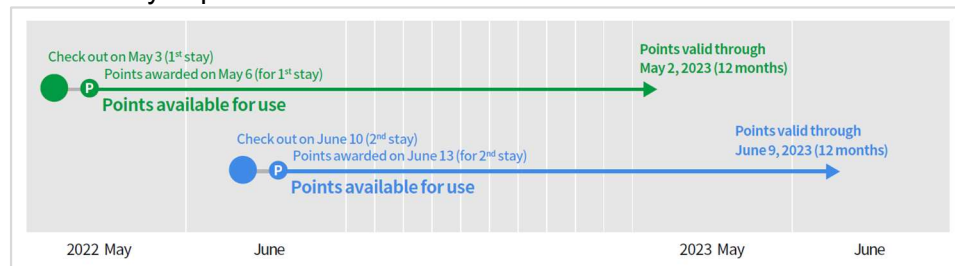 Check out on May 3 (1st stay)
Points awarded on May 6 (for 1st stay)
P
Points available for use
Points valid through
May 2, 2023 (12 months)
Check out on June 10 (2nd stay)
Points awarded on June 13 (for 2nd stay)
P
Points available for use
Points valid through
June 9, 2023 (12 months)
2022 May
June
2023 May
June